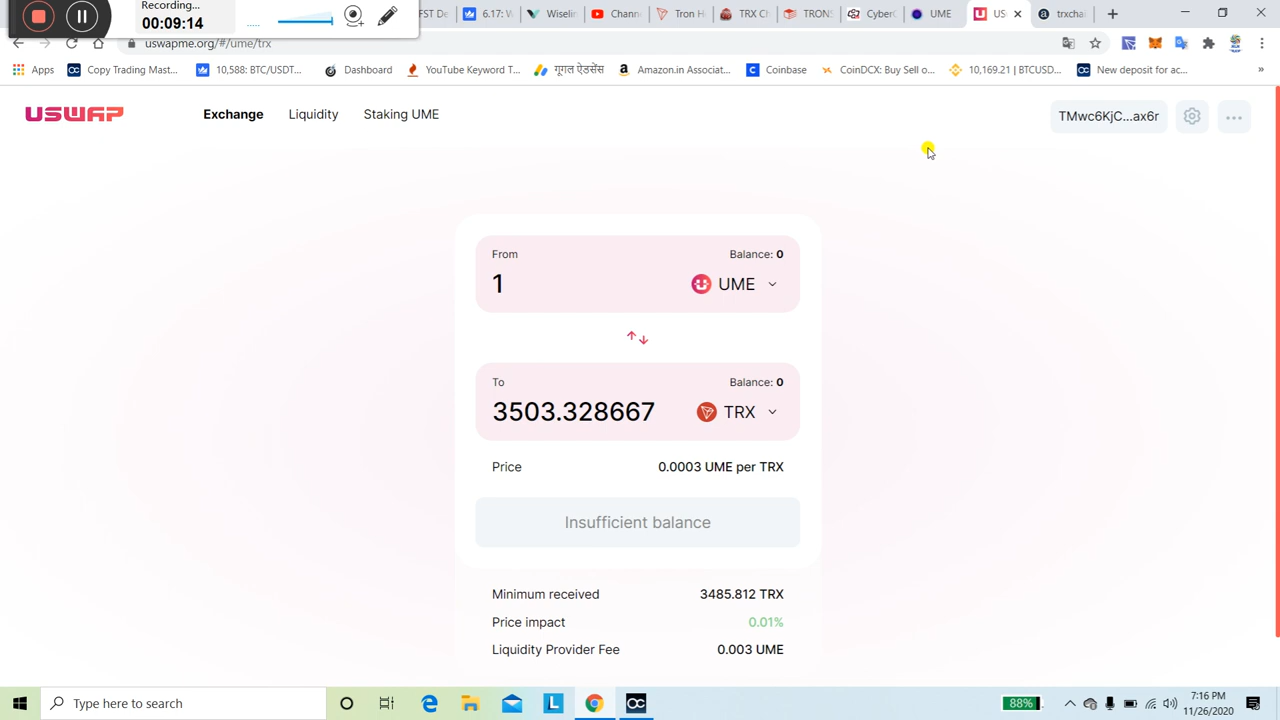 Recording...
00:09:14
FST De
6.17: W
Wiselin
Chann
Tron H
TRX C
TRONS
CyberC
UME
US
trxchai
uswapme.org/#/ume/trx
Apps
Copy Trading Mast...
10,588: BTC/USDT...
Dashboard
YouTube Keyword T...
गूगल ऐडसेंस
Amazon.in Associat...
Coinbase
CoinDCX: Buy Sell o...
10,169.21 | BTCUSD...
New deposit for ac...
»
USWAP
Exchange
Liquidity
Staking UME
TMwc6KjC...ax6r
From
Balance: 0
1
UME
To
Balance: 0
3503.328667
TRX
Price
0.0003 UME per TRX
Insufficient balance
Minimum received
3485.812 TRX
Price impact
0.01%
Liquidity Provider Fee
0.003 UME
Type here to search
88%
7:16 PM
11/26/2020